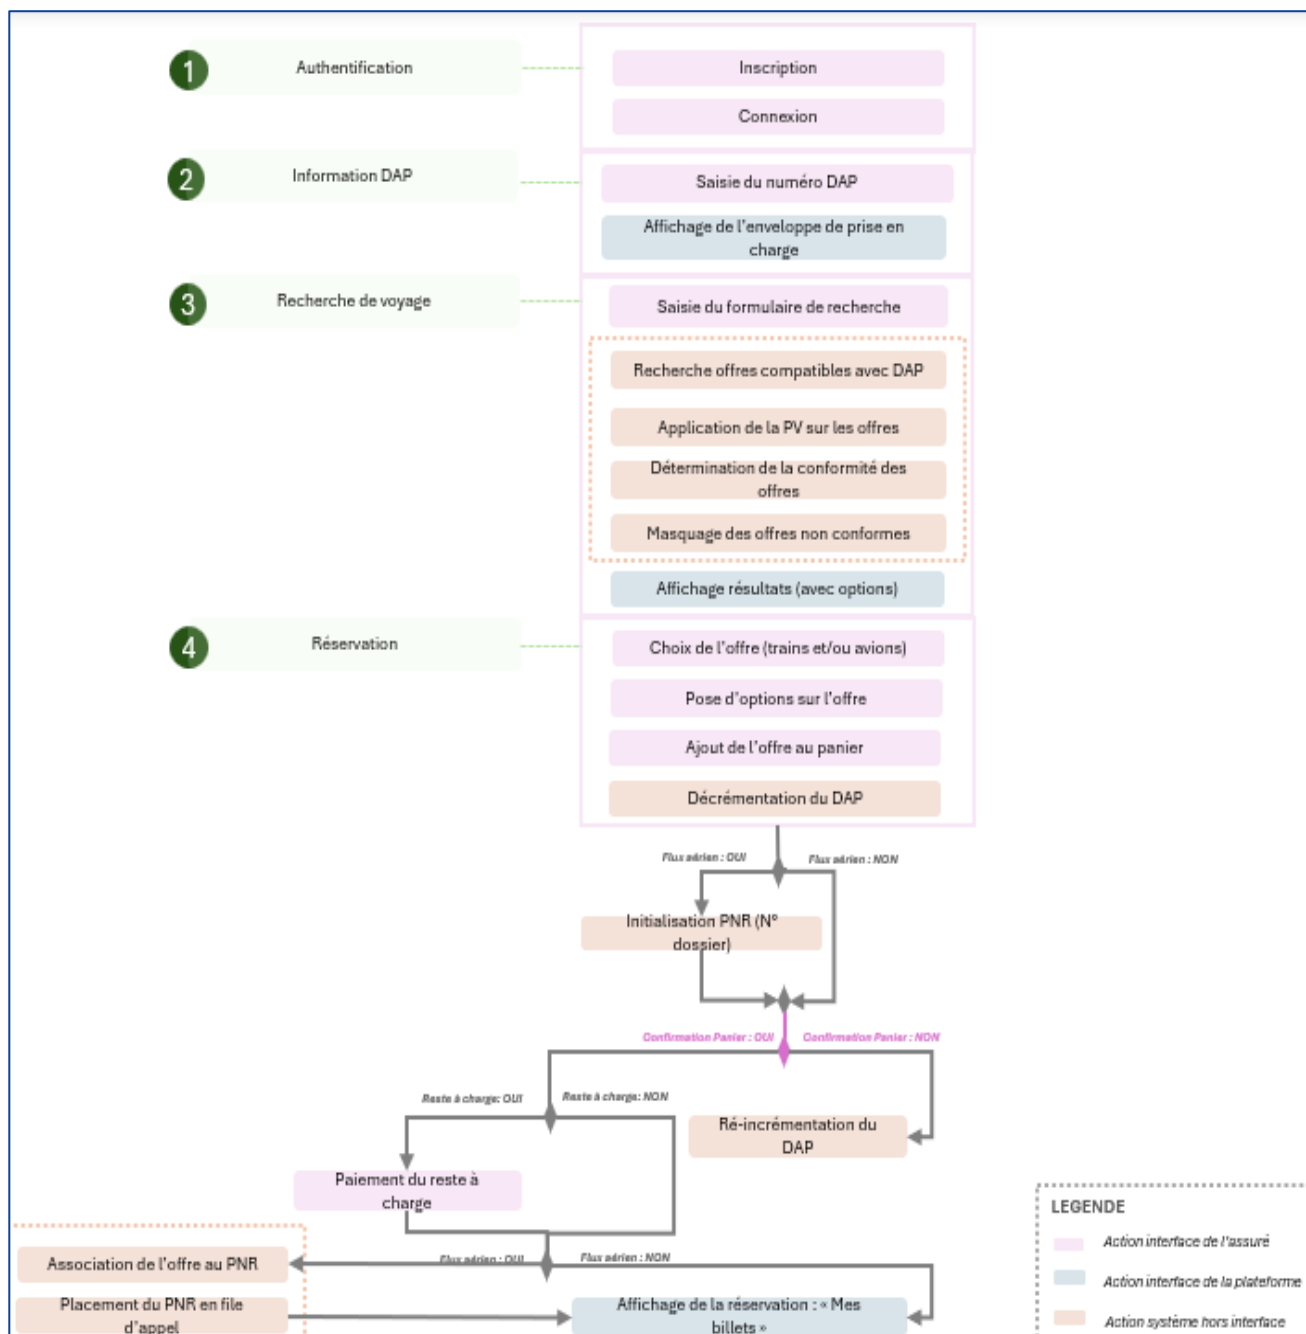 1
Authentification
Inscription
Connexion
2
Information DAP
Saisie du numéro DAP
Affichage de l'enveloppe de prise en
charge
3
Recherche de voyage
Saisie du formulaire de recherche
Recherche offres compatibles avec DAP
Application de la PV sur les offres
Détermination de la conformité des
offres
Masquage des offres non conformes
Affichage résultats (avec options)
4
Réservation
Choix de l'offre (trains et/ou avions)
Pose d'options sur l'offre
Ajout de l'offre au panier
Décrémentation du DAP
Flux aérien : OUI
Flux aérien : NON
Initialisation PNR (N°
dossier)
Confirmation Panier : OUI
Confirmation Panier : NON
Reste à charge: OUI
Reste à charge: NON
Ré-incrémentation du
DAP
Paiement du reste à
charge
Flux aérien : OUI
Flux aérien : NON
Association de l'offre au PNR
Placement du PNR en file
d'appel
Affichage de la réservation : « Mes
billets »
LEGENDE
Action interface de l'assuré
Action interface de la plateforme
Action système hors interface